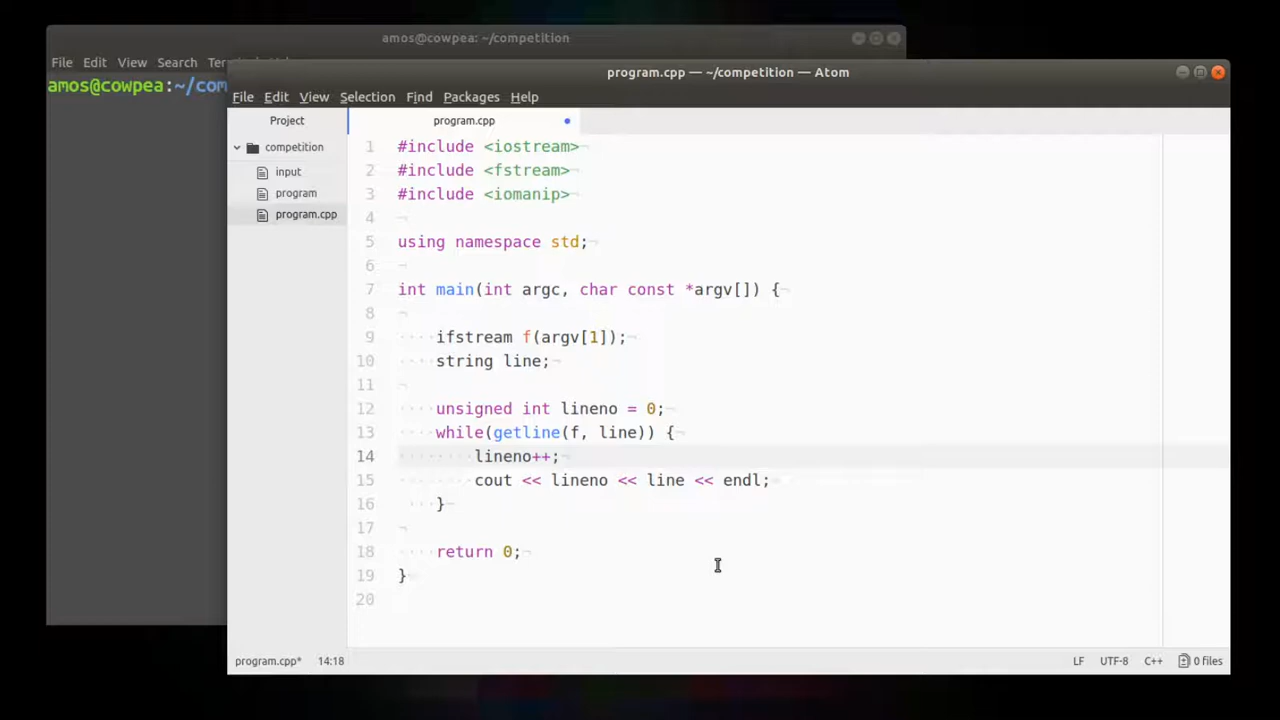 amos@cowpea: ~/competition
File Edit View Search
amos@cowpea:~/com
program.cpp — ~/competition — Atom
File Edit View Selection Find Packages Help
Project
program.cpp
competition
input
program
program.cpp
1 #include <iostream>
2 #include <fstream>
3 #include <iomanip>
4
5 using namespace std;
6
7 int main(int argc, char const *argv[]) {
8
9 ifstream f(argv[1]);
10 string line;
11
12 unsigned int lineno = 0;
13 while(getline(f, line)) {
14 lineno++;
15 cout << lineno << line << endl;
16 }
17
18 return 0;
19 }
20
program.cpp* 14:18 LF UTF-8 C++ 0 files